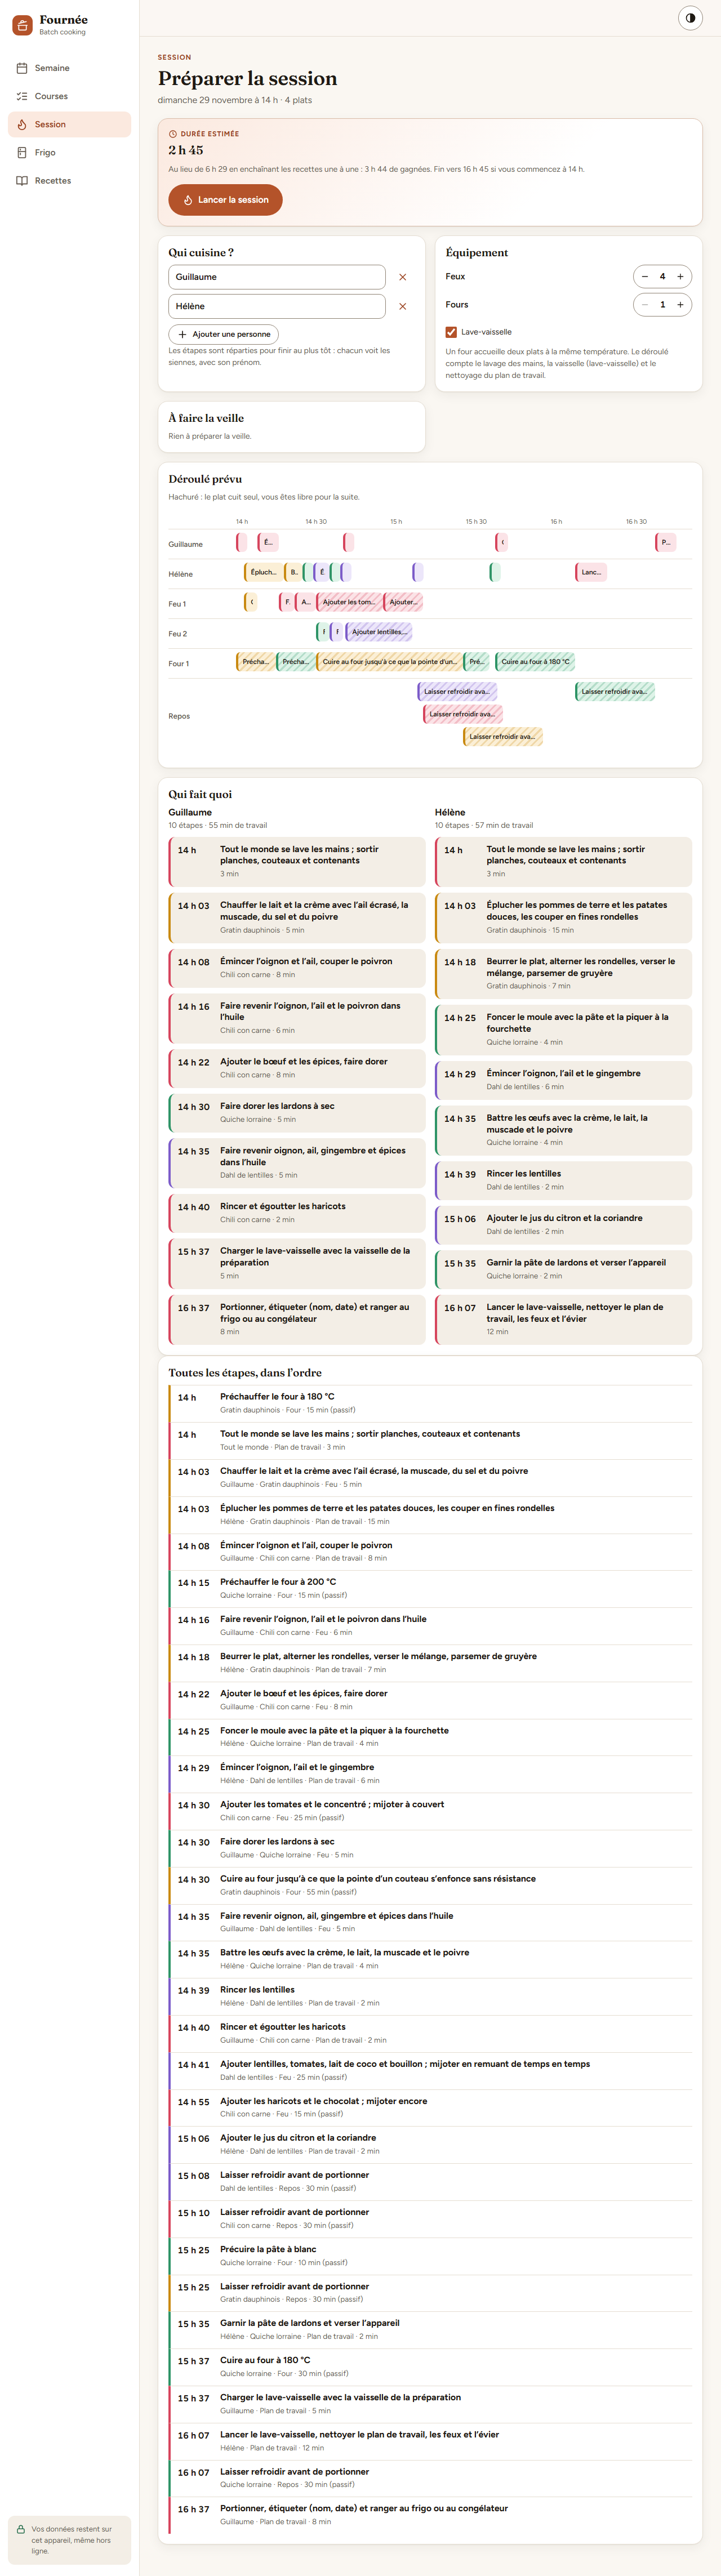 Fournée
Batch cooking
Semaine
Courses
Session
Frigo
Recettes
Vos données restent sur
cet appareil, même hors
ligne.
SESSION
Préparer la session
dimanche 29 novembre à 14 h · 4 plats
DURÉE ESTIMÉE
2 h 45
Au lieu de 6 h 29 en enchaînant les recettes une à une : 3 h 44 de gagnées. Fin vers 16 h 45 si vous commencez à 14 h.
Lancer la session
Qui cuisine ?
Guillaume
Hélène
Ajouter une personne
Les étapes sont réparties pour finir au plus tôt : chacun voit les
siennes, avec son prénom.
Équipement
Feux
4
Fours
1
Lave-vaisselle
Un four accueille deux plats à la même température. Le déroulé
compte le lavage des mains, la vaisselle (lave-vaisselle) et le
nettoyage du plan de travail.
À faire la veille
Rien à préparer la veille.
Déroulé prévu
Hachuré : le plat cuit seul, vous êtes libre pour la suite.
14 h 14 h 30 15 h 15 h 30 16 h 16 h 30
Guillaume É… P…
Hélène Épluch… B… É Lanc…
Feu 1 F. A… Ajouter les tom… Ajouter…
Feu 2 Ajouter lentilles,…
Four 1 Précha… Précha… Cuire au four jusqu'à ce que la pointe d'un… Pré… Cuire au four à 180 °C
Repos
Laisser refroidir ava… Laisser refroidir ava…
Laisser refroidir ava…
Laisser refroidir ava…
Qui fait quoi
Guillaume
10 étapes · 55 min de travail
14 h Tout le monde se lave les mains ; sortir
planches, couteaux et contenants
3 min
14 h 03 Chauffer le lait et la crème avec l'ail écrasé, la
muscade, du sel et du poivre
Gratin dauphinois · 5 min
14 h 08 Émincer l'oignon et l'ail, couper le poivron
Chili con carne · 8 min
14 h 16 Faire revenir l'oignon, l'ail et le poivron dans
l'huile
Chili con carne · 6 min
14 h 22 Ajouter le bœuf et les épices, faire dorer
Chili con carne · 8 min
14 h 30 Faire dorer les lardons à sec
Quiche lorraine · 5 min
14 h 35 Faire revenir oignon, ail, gingembre et épices
dans l'huile
Dahl de lentilles · 5 min
14 h 40 Rincer et égoutter les haricots
Chili con carne · 2 min
15 h 37 Charger le lave-vaisselle avec la vaisselle de la
préparation
5 min
16 h 37 Portionner, étiqueter (nom, date) et ranger au
frigo ou au congélateur
8 min
Hélène
10 étapes · 57 min de travail
14 h Tout le monde se lave les mains ; sortir
planches, couteaux et contenants
3 min
14 h 03 Éplucher les pommes de terre et les patates
douces, les couper en fines rondelles
Gratin dauphinois · 15 min
14 h 18 Beurrer le plat, alterner les rondelles, verser le
mélange, parsemer de gruyère
Gratin dauphinois · 7 min
14 h 25 Foncer le moule avec la pâte et la piquer à la
fourchette
Quiche lorraine · 4 min
14 h 29 Émincer l'oignon, l'ail et le gingembre
Dahl de lentilles · 6 min
14 h 35 Battre les œufs avec la crème, le lait, la
muscade et le poivre
Quiche lorraine · 4 min
14 h 39 Rincer les lentilles
Dahl de lentilles · 2 min
15 h 06 Ajouter le jus du citron et la coriandre
Dahl de lentilles · 2 min
15 h 35 Garnir la pâte de lardons et verser l'appareil
Quiche lorraine · 2 min
16 h 07 Lancer le lave-vaisselle, nettoyer le plan de
travail, les feux et l'évier
12 min
Toutes les étapes, dans l'ordre
14 h Préchauffer le four à 180 °C
Gratin dauphinois · Four · 15 min (passif)
14 h Tout le monde se lave les mains ; sortir planches, couteaux et contenants
Tout le monde · Plan de travail · 3 min
14 h 03 Chauffer le lait et la crème avec l'ail écrasé, la muscade, du sel et du poivre
Guillaume · Gratin dauphinois · Feu · 5 min
14 h 03 Éplucher les pommes de terre et les patates douces, les couper en fines rondelles
Hélène · Gratin dauphinois · Plan de travail · 15 min
14 h 08 Émincer l'oignon et l'ail, couper le poivron
Guillaume · Chili con carne · Plan de travail · 8 min
14 h 15 Préchauffer le four à 200 °C
Quiche lorraine · Four · 15 min (passif)
14 h 16 Faire revenir l'oignon, l'ail et le poivron dans l'huile
Guillaume · Chili con carne · Feu · 6 min
14 h 18 Beurrer le plat, alterner les rondelles, verser le mélange, parsemer de gruyère
Hélène · Gratin dauphinois · Plan de travail · 7 min
14 h 22 Ajouter le bœuf et les épices, faire dorer
Guillaume · Chili con carne · Feu · 8 min
14 h 25 Foncer le moule avec la pâte et la piquer à la fourchette
Hélène · Quiche lorraine · Plan de travail · 4 min
14 h 29 Émincer l'oignon, l'ail et le gingembre
Hélène · Dahl de lentilles · Plan de travail · 6 min
14 h 30 Ajouter les tomates et le concentré ; mijoter à couvert
Chili con carne · Feu · 25 min (passif)
14 h 30 Faire dorer les lardons à sec
Guillaume · Quiche lorraine · Feu · 5 min
14 h 30 Cuire au four jusqu'à ce que la pointe d'un couteau s'enfonce sans résistance
Gratin dauphinois · Four · 55 min (passif)
14 h 35 Faire revenir oignon, ail, gingembre et épices dans l'huile
Guillaume · Dahl de lentilles · Feu · 5 min
14 h 35 Battre les œufs avec la crème, le lait, la muscade et le poivre
Hélène · Quiche lorraine · Plan de travail · 4 min
14 h 39 Rincer les lentilles
Hélène · Dahl de lentilles · Plan de travail · 2 min
14 h 40 Rincer et égoutter les haricots
Guillaume · Chili con carne · Plan de travail · 2 min
14 h 41 Ajouter lentilles, tomates, lait de coco et bouillon ; mijoter en remuant de temps en temps
Dahl de lentilles · Feu · 25 min (passif)
14 h 55 Ajouter les haricots et le chocolat ; mijoter encore
Chili con carne · Feu · 15 min (passif)
15 h 06 Ajouter le jus du citron et la coriandre
Hélène · Dahl de lentilles · Plan de travail · 2 min
15 h 08 Laisser refroidir avant de portionner
Dahl de lentilles · Repos · 30 min (passif)
15 h 10 Laisser refroidir avant de portionner
Chili con carne · Repos · 30 min (passif)
15 h 25 Précuire la pâte à blanc
Quiche lorraine · Four · 10 min (passif)
15 h 25 Laisser refroidir avant de portionner
Gratin dauphinois · Repos · 30 min (passif)
15 h 35 Garnir la pâte de lardons et verser l'appareil
Hélène · Quiche lorraine · Plan de travail · 2 min
15 h 37 Cuire au four à 180 °C
Quiche lorraine · Four · 30 min (passif)
15 h 37 Charger le lave-vaisselle avec la vaisselle de la préparation
Guillaume · Plan de travail · 5 min
16 h 07 Lancer le lave-vaisselle, nettoyer le plan de travail, les feux et l'évier
Hélène · Plan de travail · 12 min
16 h 07 Laisser refroidir avant de portionner
Quiche lorraine · Repos · 30 min (passif)
16 h 37 Portionner, étiqueter (nom, date) et ranger au frigo ou au congélateur
Guillaume · Plan de travail · 8 min